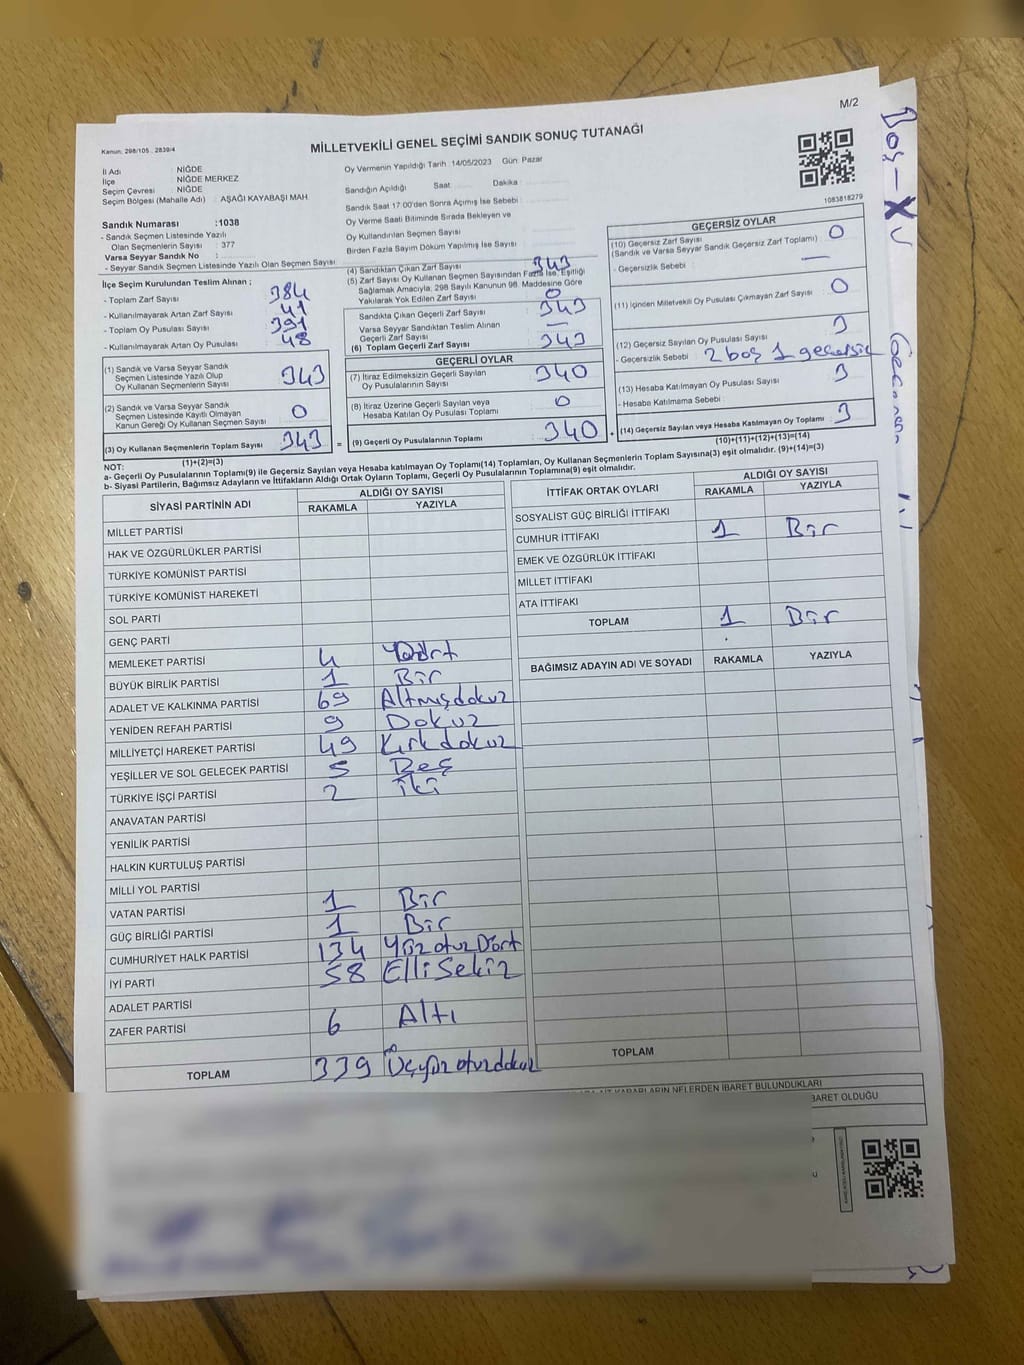 M/2
Kanun: 298/105 , 2839/4
MİLLETVEKİLİ GENEL SEÇİMİ SANDIK SONUÇ TUTANAĞI
İl Adı : NİĞDE
İlçe : NİĞDE MERKEZ
Seçim Çevresi : NİĞDE
Seçim Bölgesi (Mahalle Adı) : AŞAĞI KAYABAŞI MAH.
Sandık Numarası :1038
- Sandık Seçmen Listesinde Yazılı
Olan Seçmenlerin Sayısı : 377
Varsa Seyyar Sandık No :
- Seyyar Sandık Seçmen Listesinde Yazılı Olan Seçmen Sayısı
Oy Vermenin Yapıldığı Tarih :14/05/2023 Gün: Pazar
Sandığın Açıldığı Saat Dakika
Sandık Saat 17:00'den Sonra Açımış İse Sebebi :
Oy Verme Saati Bitiminde Sırada Bekleyen ve
Oy Kullandırılan Seçmen Sayısı
Birden Fazla Sayım Döküm Yapılmış İse Sayısı
1083818279
Boş-
İlçe Seçim Kurulundan Teslim Alınan ;
- Toplam Zarf Sayısı 384
- Kullanılmayarak Artan Zarf Sayısı 41
- Toplam Oy Pusulası Sayısı 391
- Kullanılmayarak Artan Oy Pusulası 48
(1) Sandık ve Varsa Seyyar Sandık
Seçmen Listesinde Yazılı Olup
Oy Kullanan Seçmenlerin Sayısı 343
(2) Sandık ve Varsa Seyyar Sandık
Seçmen Listesinde Kayıtlı Olmayan
Kanun Gereği Oy Kullanan Seçmen Sayısı 0
(3) Oy Kullanan Seçmenlerin Toplam Sayısı 343 =
(1)+(2)=(3)
(4) Sandıktan Çıkan Zarf Sayısı 343
(5) Zarf Sayısı Oy Kullanan Seçmen Sayısından Fazla İse, Eşitliği
Sağlamak Amacıyla; 298 Sayılı Kanunun 98. Maddesine Göre
Yakılarak Yok Edilen Zarf Sayısı 0
Sandıkta Çıkan Geçerli Zarf Sayısı 343
Varsa Seyyar Sandıktan Teslim Alınan
Geçerli Zarf Sayısı —
(6) Toplam Geçerli Zarf Sayısı 343
GEÇERLİ OYLAR
(7) İtiraz Edilmeksizin Geçerli Sayılan
Oy Pusulalarının Sayısı 340
(8) İtiraz Üzerine Geçerli Sayılan veya
Hesaba Katılan Oy Pusulası Toplamı 0
(9) Geçerli Oy Pusulalarının Toplamı 340 +
GEÇERSİZ OYLAR
(10) Geçersiz Zarf Sayısı
(Sandık ve Varsa Seyyar Sandık Geçersiz Zarf Toplamı) 0
- Geçersizlik Sebebi : —
(11) İçinden Milletvekili Oy Pusulası Çıkmayan Zarf Sayısı 0
(12) Geçersiz Sayılan Oy Pusulası Sayısı 3
- Geçersizlik Sebebi : 2 boş 1 geçersiz
(13) Hesaba Katılmayan Oy Pusulası Sayısı 3
- Hesaba Katılmama Sebebi :
(14) Geçersiz Sayılan veya Hesaba Katılmayan Oy Toplamı 3
(10)+(11)+(12)+(13)=(14)
NOT:
a- Geçerli Oy Pusulalarının Toplamı(9) ile Geçersiz Sayılan veya Hesaba katılmayan Oy Toplamı(14) Toplamları, Oy Kullanan Seçmenlerin Toplam Sayısına(3) eşit olmalıdır. (9)+(14)=(3)
b- Siyasi Partilerin, Bağımsız Adayların ve İttifakların Aldığı Ortak Oyların Toplamı, Geçerli Oy Pusulalarının Toplamına(9) eşit olmalıdır.
SİYASİ PARTİNİN ADI ALDIĞI OY SAYISI
RAKAMLA YAZIYLA
MİLLET PARTİSİ
HAK VE ÖZGÜRLÜKLER PARTİSİ
TÜRKİYE KOMÜNİST PARTİSİ
TÜRKİYE KOMÜNİST HAREKETİ
SOL PARTİ
GENÇ PARTİ
MEMLEKET PARTİSİ 4 Dört
BÜYÜK BİRLİK PARTİSİ 1 Bir
ADALET VE KALKINMA PARTİSİ 69 Altmışdokuz
YENİDEN REFAH PARTİSİ 9 Dokuz
MİLLİYETÇİ HAREKET PARTİSİ 49 Kırkdokuz
YEŞİLLER VE SOL GELECEK PARTİSİ 5 Beş
TÜRKİYE İŞÇİ PARTİSİ 2 iki
ANAVATAN PARTİSİ
YENİLİK PARTİSİ
HALKIN KURTULUŞ PARTİSİ
MİLLİ YOL PARTİSİ
VATAN PARTİSİ 1 Bir
GÜÇ BİRLİĞİ PARTİSİ 1 Bir
CUMHURİYET HALK PARTİSİ 134 Yüz otuz Dört
İYİ PARTİ 58 Elli Sekiz
ADALET PARTİSİ
ZAFER PARTİSİ 6 Altı
TOPLAM 339 Üçyüz otuzdokuz
İTTİFAK ORTAK OYLARI ALDIĞI OY SAYISI
RAKAMLA YAZIYLA
SOSYALİST GÜÇ BİRLİĞİ İTTİFAKI
CUMHUR İTTİFAKI 1 Bir
EMEK VE ÖZGÜRLÜK İTTİFAKI
MİLLET İTTİFAKI
ATA İTTİFAKI
TOPLAM 1 Bir
BAĞIMSIZ ADAYIN ADI VE SOYADI RAKAMLA YAZIYLA
TOPLAM
KARARLARIN NELERDEN İBARET BULUNDUKLARI
BARET OLDUĞU